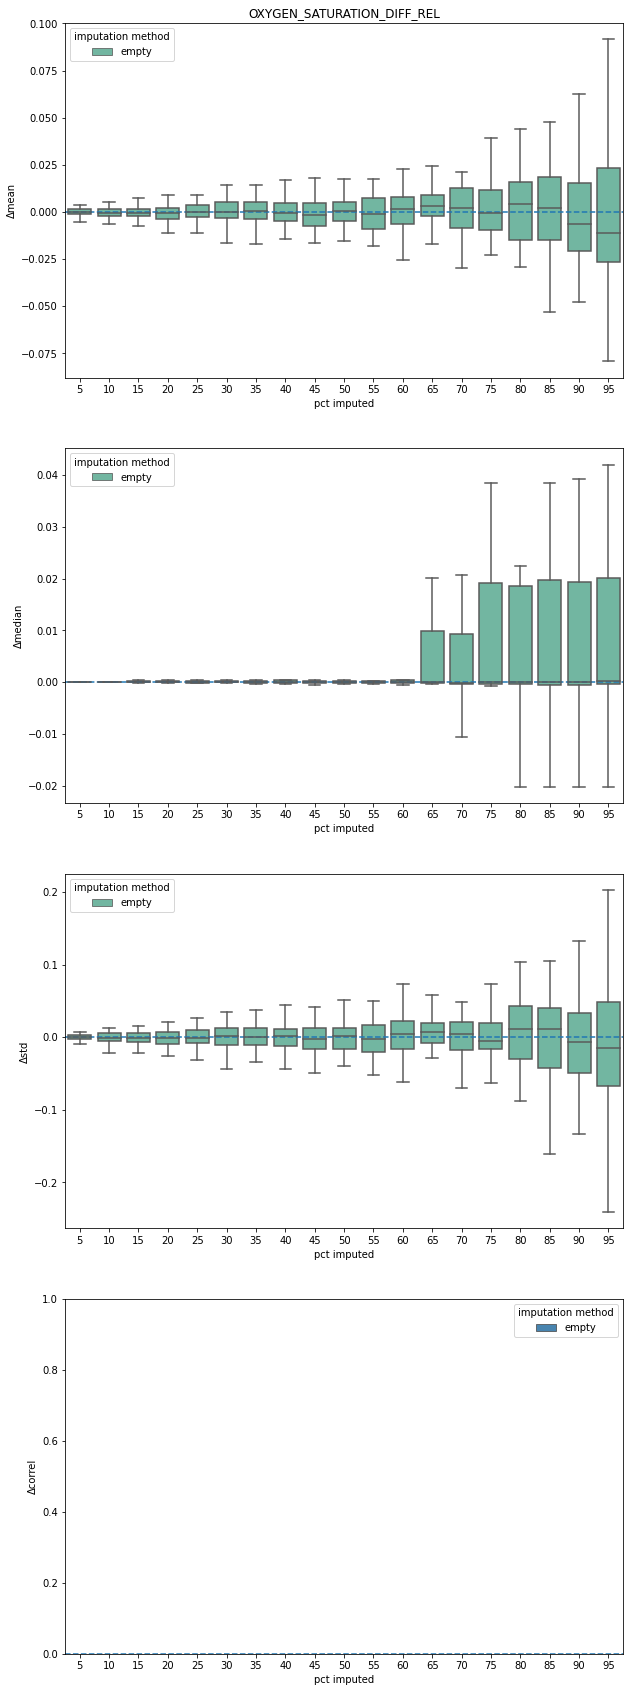 OXYGEN_SATURATION_DIFF_REL
imputation method
empty
0.100
0.075
0.050
0.025
0.000
−0.025
−0.050
−0.075
Δmean
5 10 15 20 25 30 35 40 45 50 55 60 65 70 75 80 85 90 95
pct imputed
imputation method
empty
0.04
0.03
0.02
0.01
0.00
−0.01
−0.02
Δmedian
5 10 15 20 25 30 35 40 45 50 55 60 65 70 75 80 85 90 95
pct imputed
imputation method
empty
0.2
0.1
0.0
−0.1
−0.2
Δstd
5 10 15 20 25 30 35 40 45 50 55 60 65 70 75 80 85 90 95
pct imputed
imputation method
empty
1.0
0.8
0.6
0.4
0.2
0.0
Δcorrel
5 10 15 20 25 30 35 40 45 50 55 60 65 70 75 80 85 90 95
pct imputed